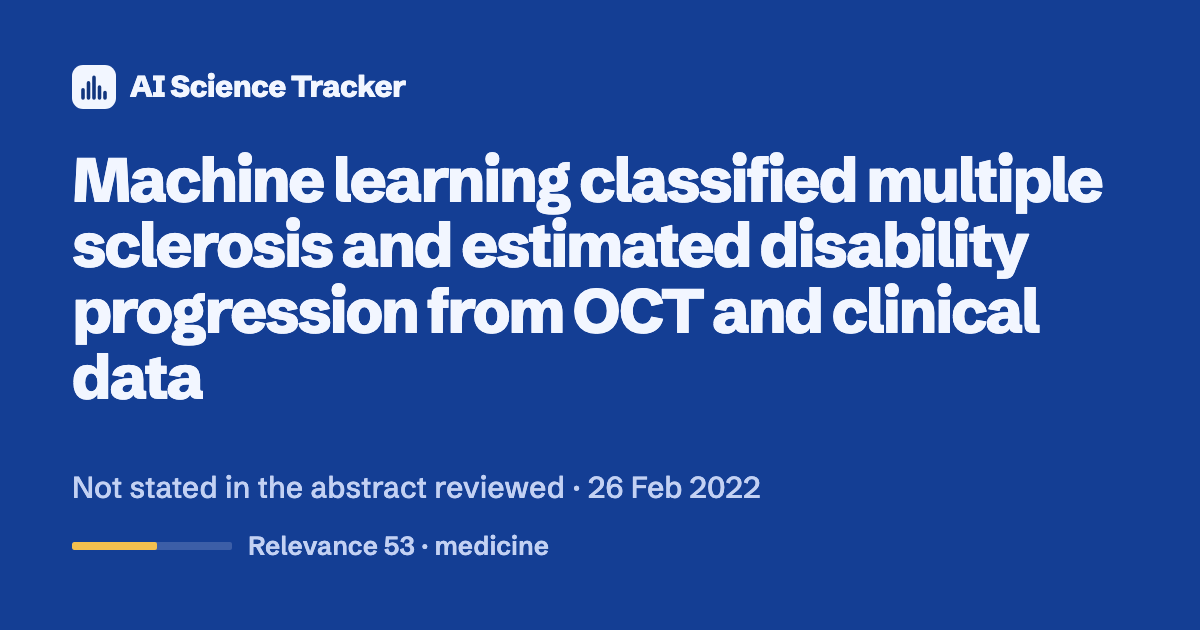 AI Science Tracker
Machine learning classified multiple
sclerosis and estimated disability
progression from OCT and clinical
data
Not stated in the abstract reviewed · 26 Feb 2022
Relevance 53 · medicine